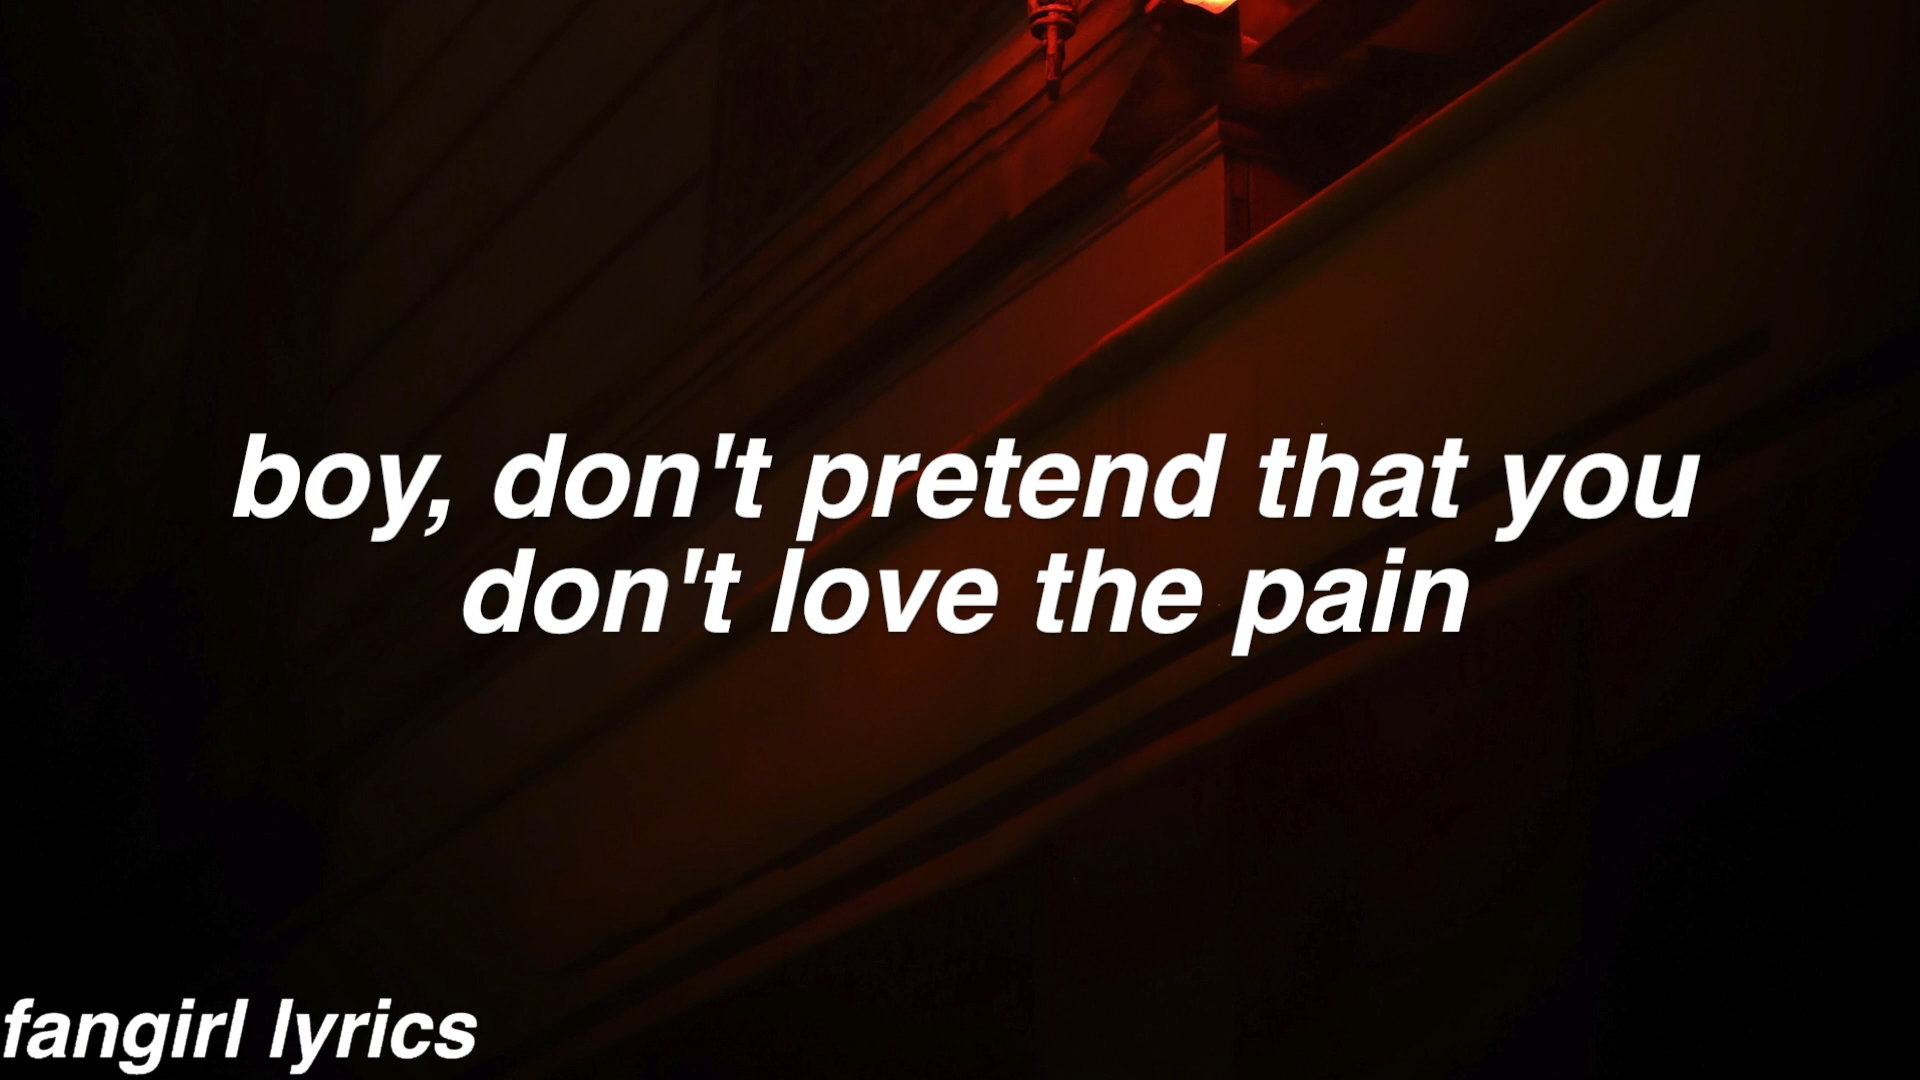 boy, don't pretend that you
don't love the pain
fangirl lyrics